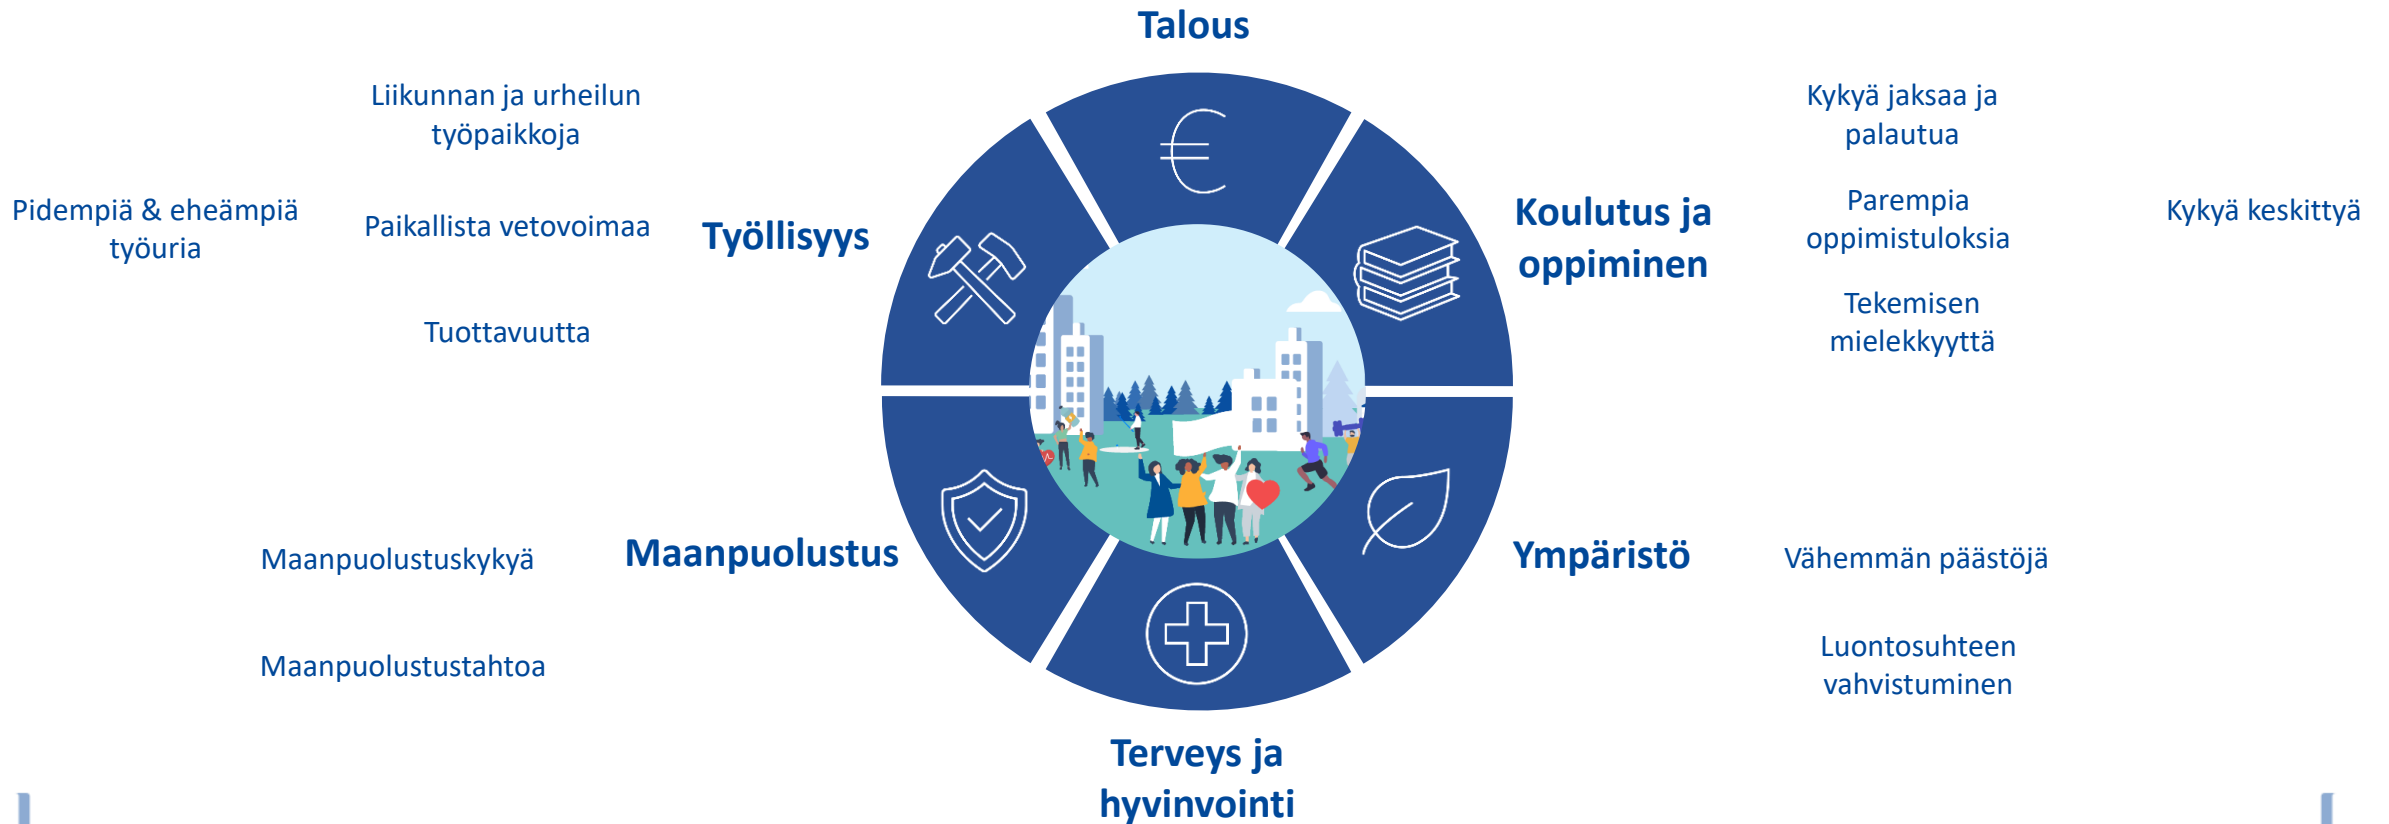 Talous
Liikunnan ja urheilun
työpaikkoja
Pidempiä & eheämpiä
työuria
Paikallista vetovoimaa
Tuottavuutta
Työllisyys
Koulutus ja
oppiminen
Kykyä jaksaa ja
palautua
Parempia
oppimistuloksia
Kykyä keskittyä
Tekemisen
mielekkyyttä
Maanpuolustuskykyä
Maanpuolustustahtoa
Maanpuolustus
Ympäristö
Vähemmän päästöjä
Luontosuhteen
vahvistuminen
Terveys ja
hyvinvointi